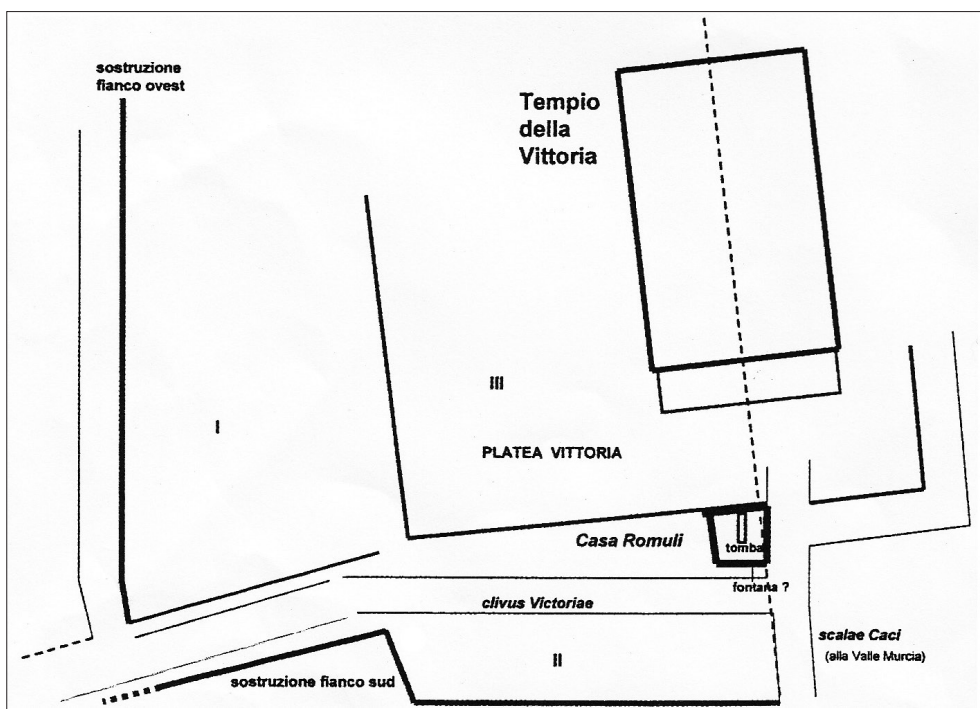 sostruzione
fianco ovest
Tempio
della
Vittoria
III
I
PLATEA VITTORIA
Casa Romuli
tomba
fontana ?
clivus Victoriae
scalae Caci
(alla Valle Murcia)
II
sostruzione fianco sud